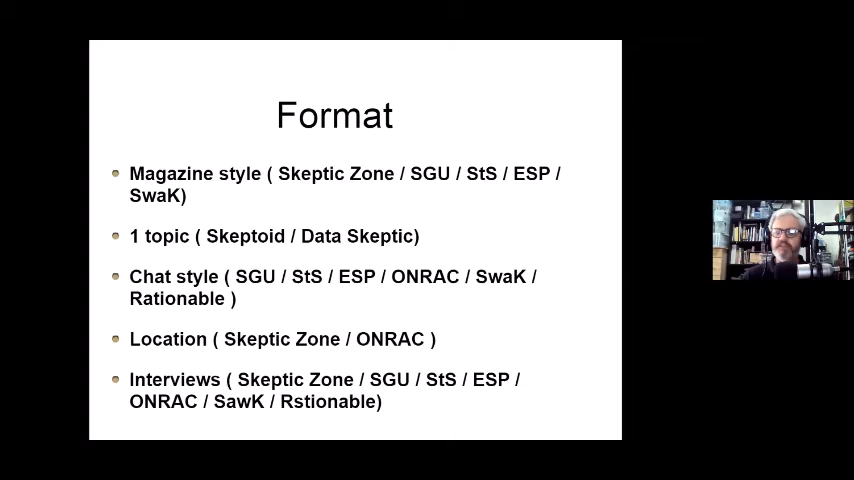 Format
Magazine style ( Skeptic Zone / SGU / StS / ESP /
SwaK)
1 topic ( Skeptoid / Data Skeptic)
Chat style ( SGU / StS / ESP / ONRAC / SwaK /
Rationable )
Location ( Skeptic Zone / ONRAC )
Interviews ( Skeptic Zone / SGU / StS / ESP /
ONRAC / SawK / Rstionable)